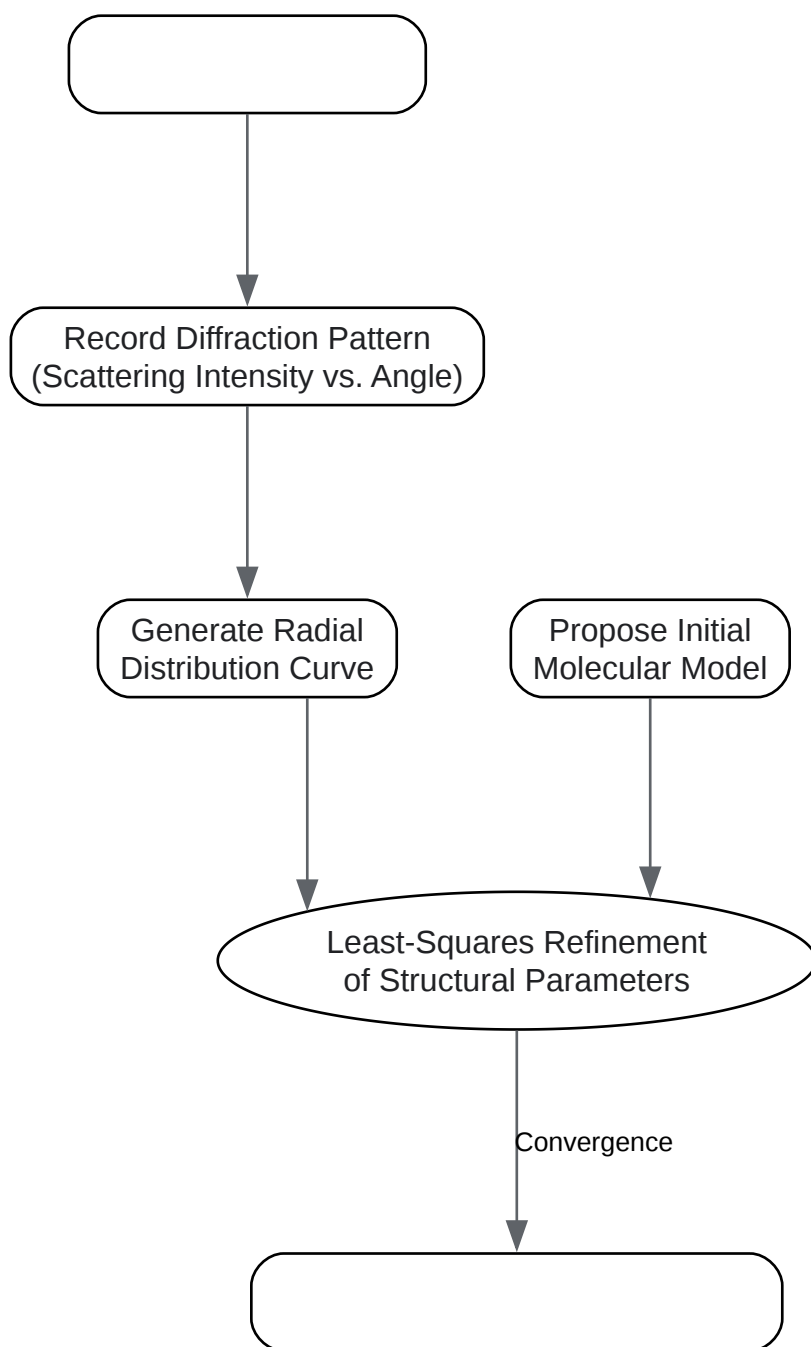 Record Diffraction Pattern
(Scattering Intensity vs. Angle)
Generate Radial
Distribution Curve
Propose Initial
Molecular Model
Least-Squares Refinement
of Structural Parameters
Convergence